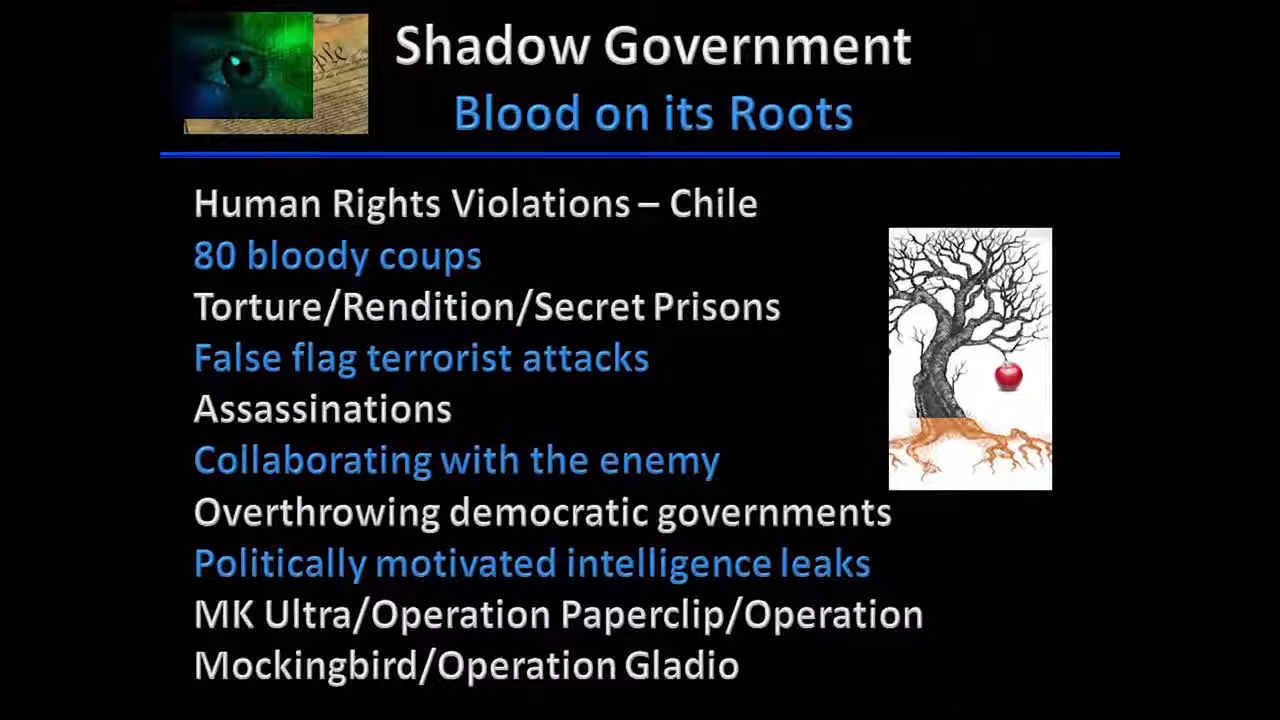 Shadow Government
Blood on its Roots
Human Rights Violations – Chile
80 bloody coups
Torture/Rendition/Secret Prisons
False flag terrorist attacks
Assassinations
Collaborating with the enemy
Overthrowing democratic governments
Politically motivated intelligence leaks
MK Ultra/Operation Paperclip/Operation
Mockingbird/Operation Gladio